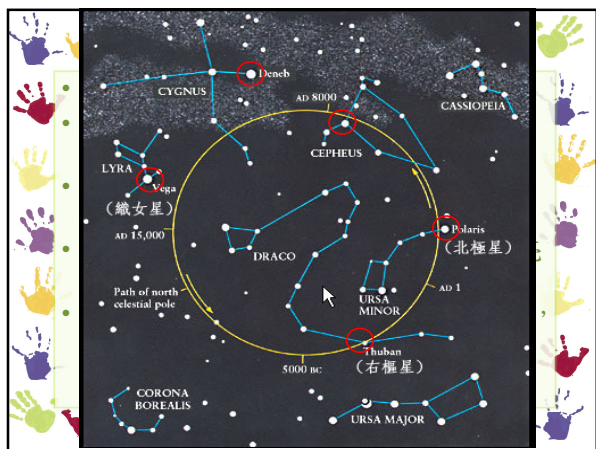 Deneb
CYGNUS
AD 8000
CASSIOPEIA
CEPHEUS
LYRA
Vega
(織女星)
Polaris
(北極星)
AD 15,000
DRACO
Path of north
celestial pole
URSA
MINOR
AD 1
Thuban
(右樞星)
5000 BC
CORONA
BOREALIS
URSA MAJOR